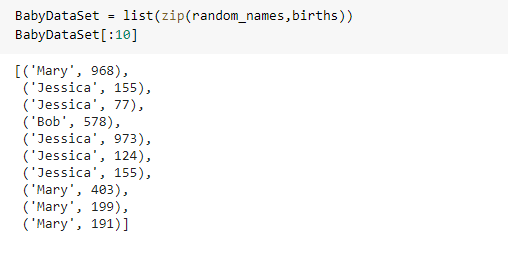 BabyDataSet = list(zip(random_names,births))
BabyDataSet[:10]
[('Mary', 968),
('Jessica', 155),
('Jessica', 77),
('Bob', 578),
('Jessica', 973),
('Jessica', 124),
('Jessica', 155),
('Mary', 403),
('Mary', 199),
('Mary', 191)]